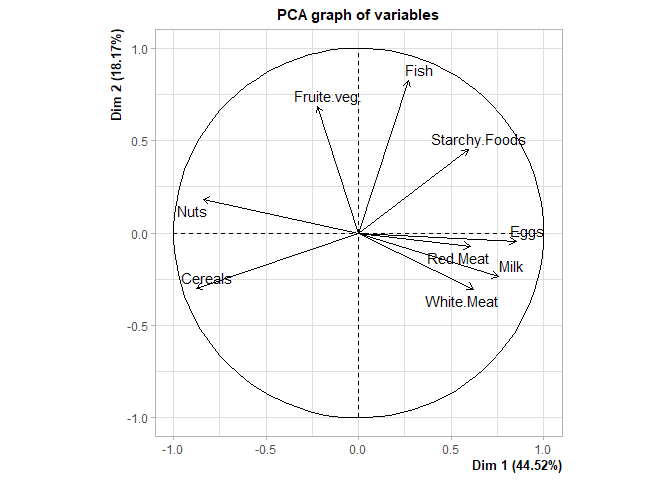 PCA graph of variables
Dim 2 (18.17%)
1.0
Fish
Fruite.veg.
0.5
Starchy.Foods
Nuts
0.0
Eggs
Red.Meat
Milk
Cereals
White.Meat
-0.5
-1.0
-1.0 -0.5 0.0 0.5 1.0
Dim 1 (44.52%)